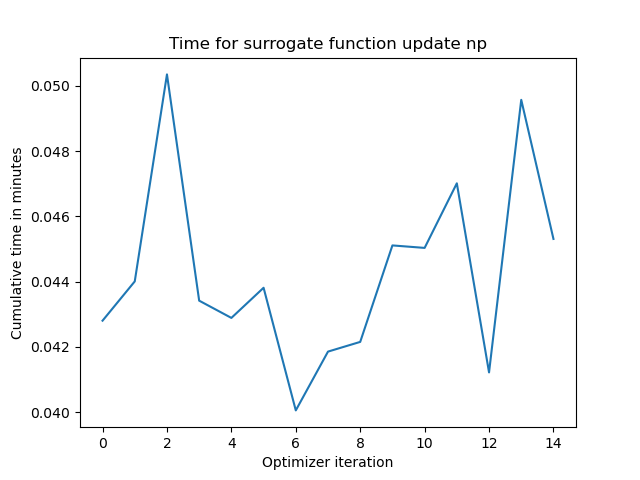 Time for surrogate function update np
0.050
0.048
0.046
0.044
0.042
0.040
Cumulative time in minutes
0 2 4 6 8 10 12 14
Optimizer iteration